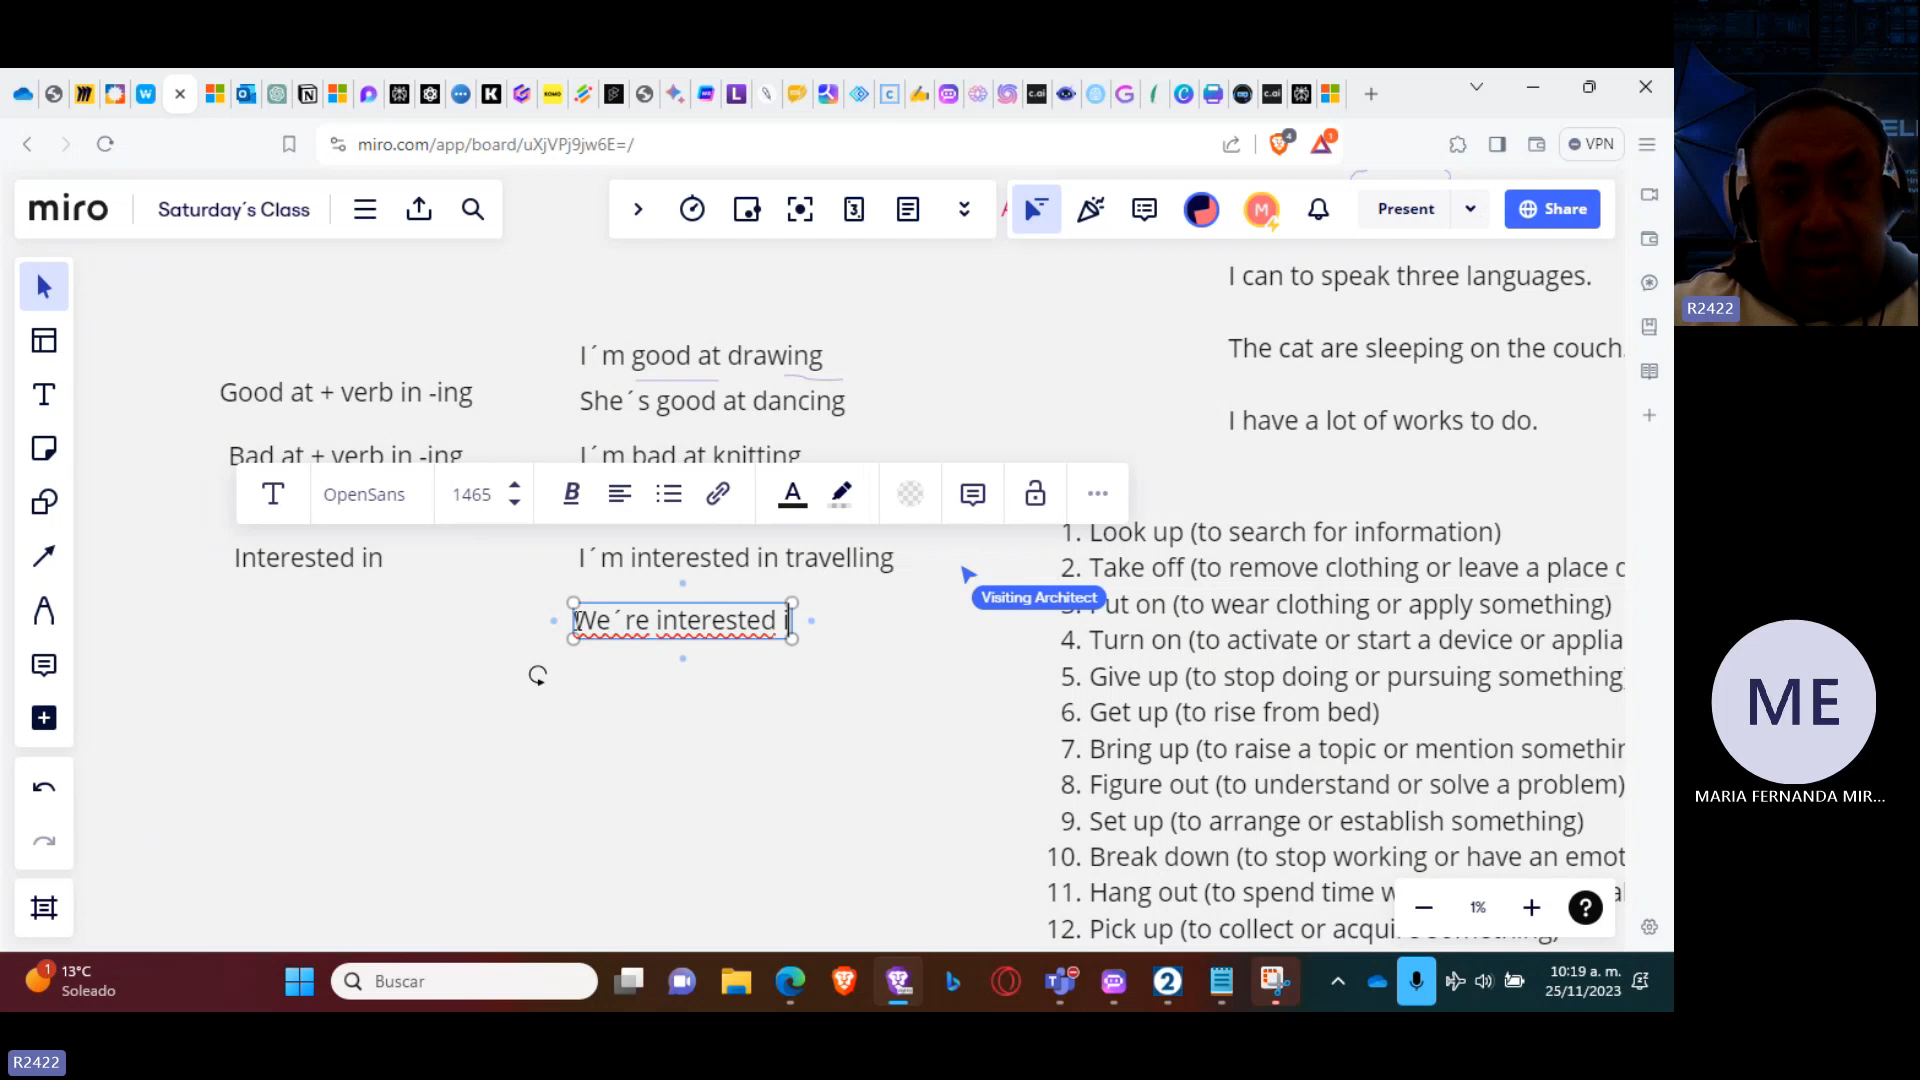 miro.com/app/board/uXjVPj9jw6E=/
VPN
miro
Saturday´s Class
Present
Share
I can to speak three languages.
The cat are sleeping on the couch.
I have a lot of works to do.
I´m good at drawing
Good at + verb in -ing
She´s good at dancing
Bad at + verb in -ing
I´m bad at knitting
OpenSans
1465
Interested in
I´m interested in travelling
We´re interested i
Visiting Architect
1. Look up (to search for information)
2. Take off (to remove clothing or leave a place
3. Put on (to wear clothing or apply something)
4. Turn on (to activate or start a device or applia
5. Give up (to stop doing or pursuing something
6. Get up (to rise from bed)
7. Bring up (to raise a topic or mention somethin
8. Figure out (to understand or solve a problem)
9. Set up (to arrange or establish something)
10. Break down (to stop working or have an emot
11. Hang out (to spend time
12. Pick up (to collect or acqui
1%
R2422
ME
MARIA FERNANDA MIR...
13°C
Soleado
Buscar
10:19 a. m.
25/11/2023
R2422